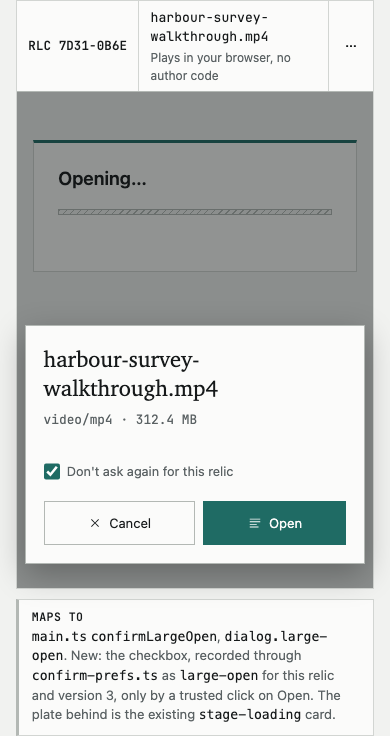 RLC 7D31-0B6E
harbour-survey-
walkthrough.mp4
Plays in your browser, no
author code
...
Opening...
harbour-survey-
walkthrough.mp4
video/mp4 · 312.4 MB
Don't ask again for this relic
Cancel
Open
MAPS TO
main.ts confirmLargeOpen, dialog.large-
open. New: the checkbox, recorded through
confirm-prefs.ts as large-open for this relic
and version 3, only by a trusted click on Open. The
plate behind is the existing stage-loading card.